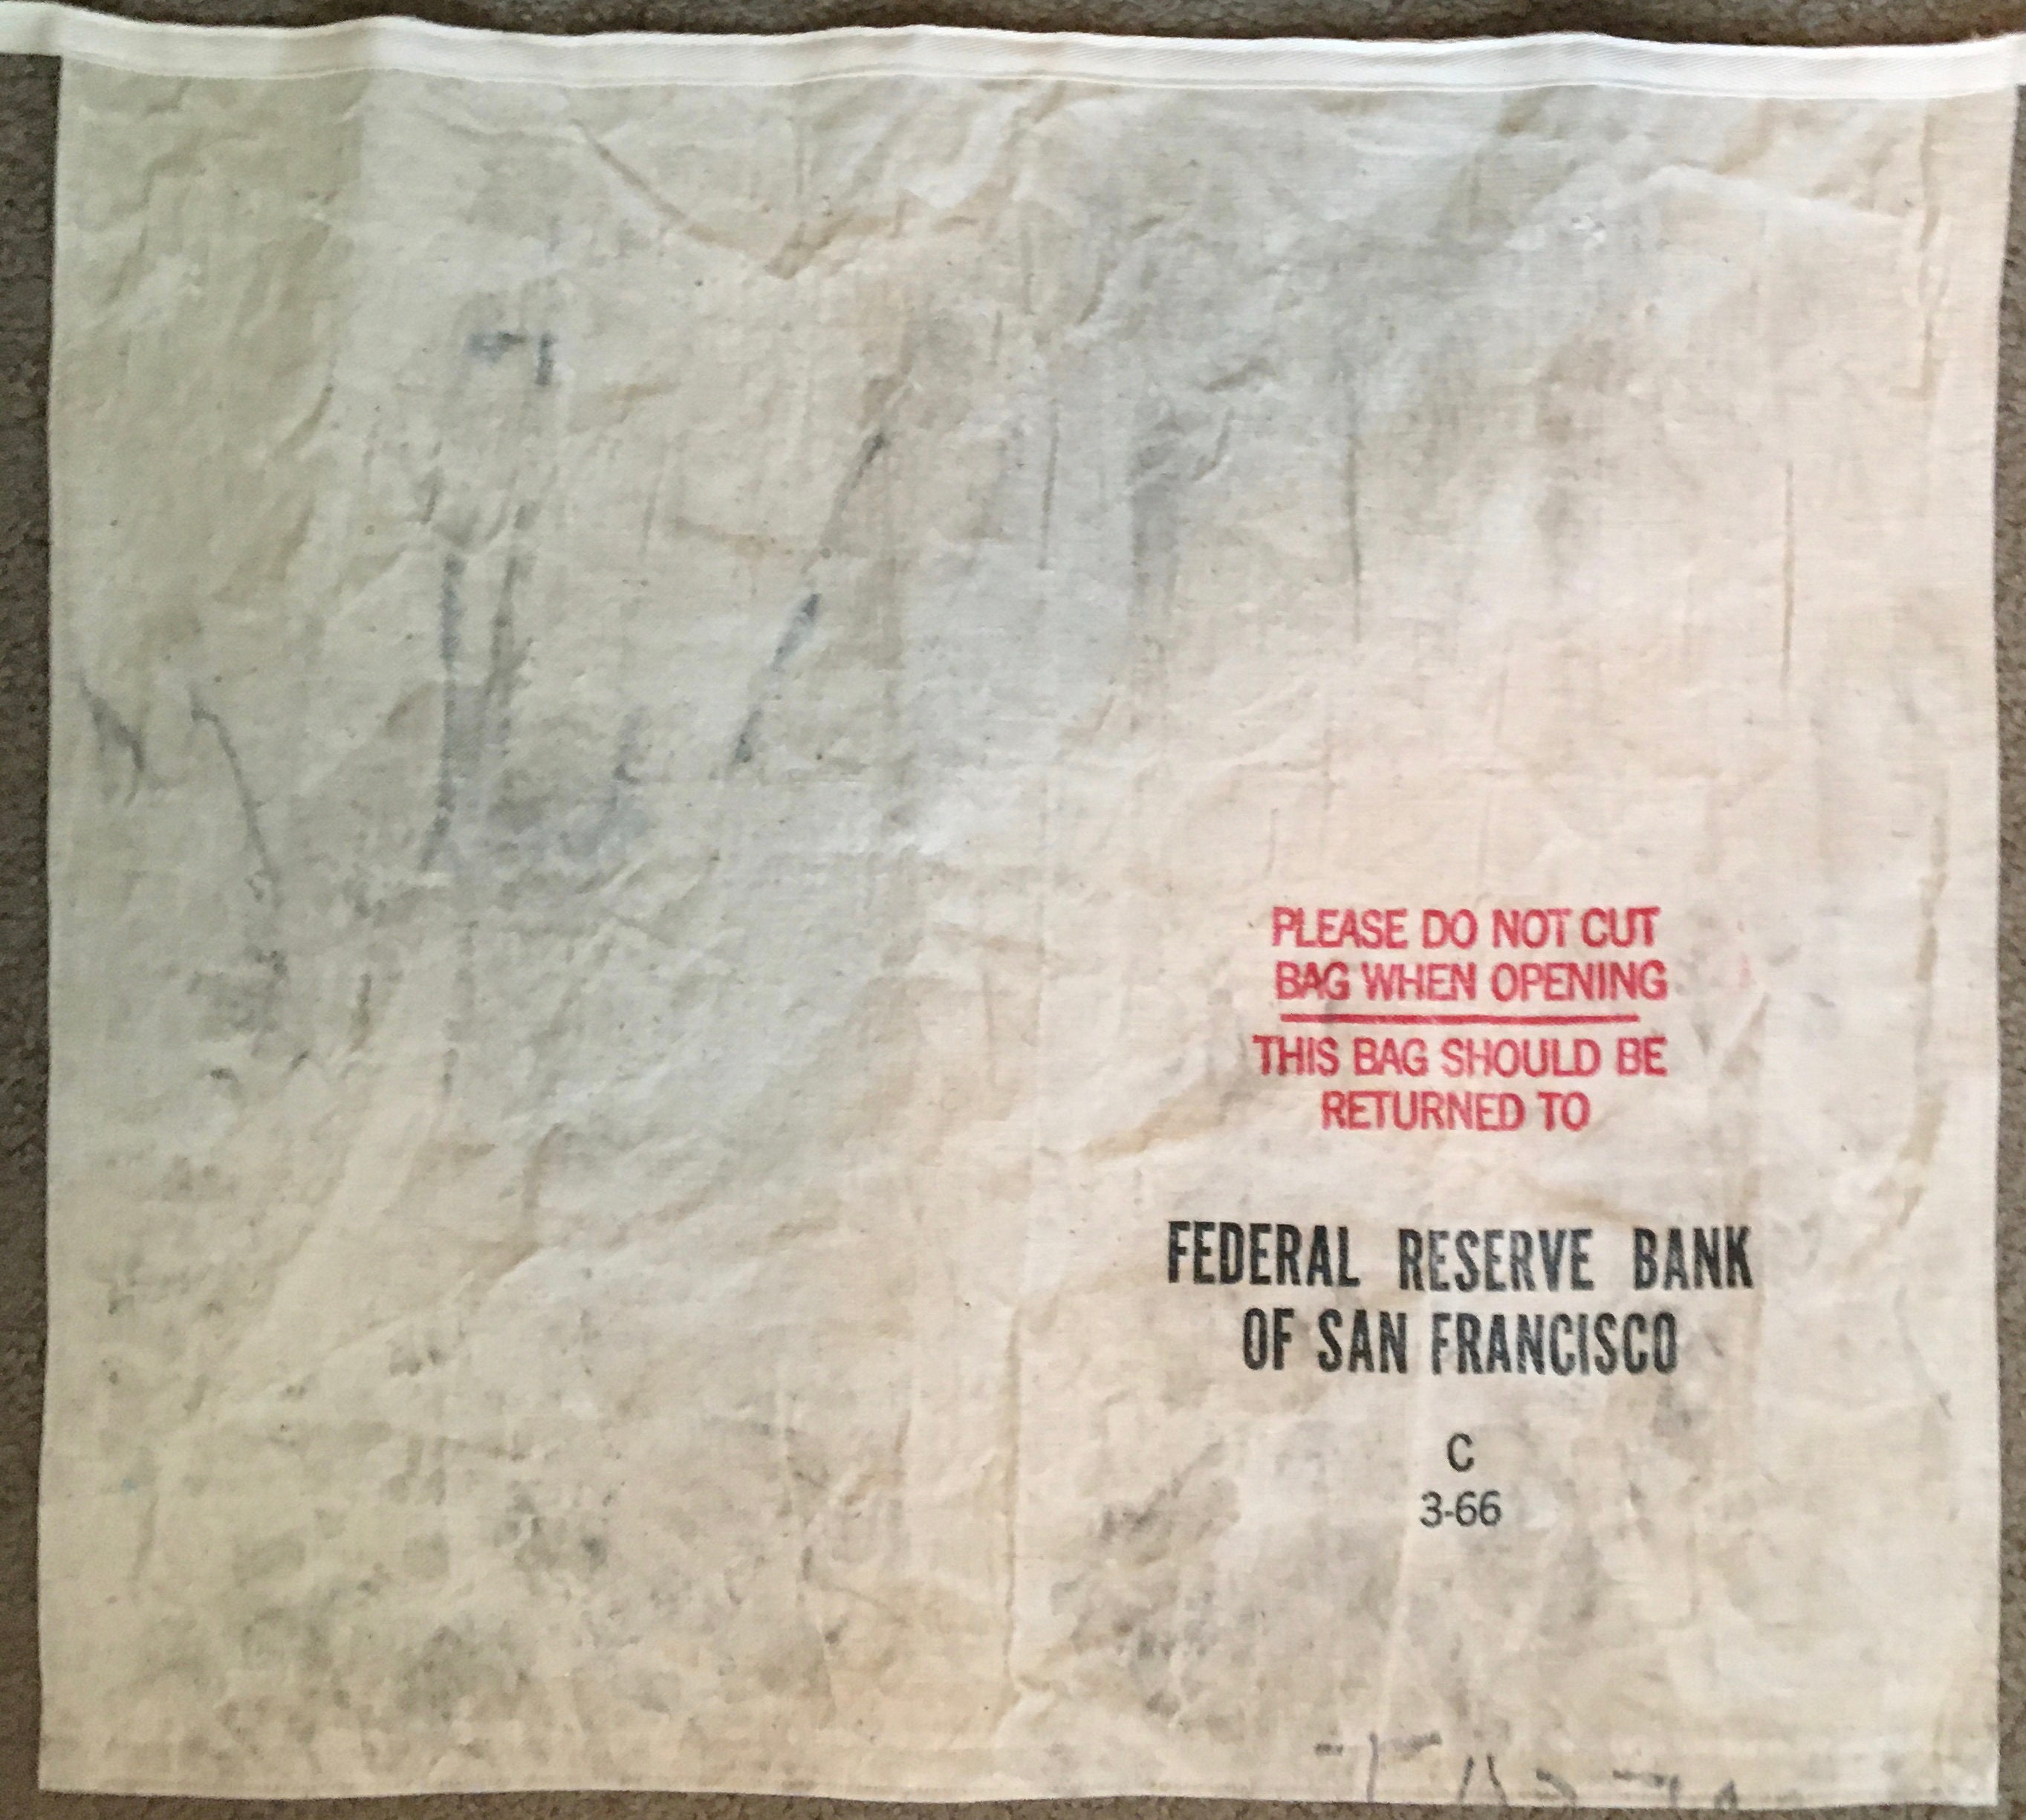 PLEASE DO NOT CUT
BAG WHEN OPENING
THIS BAG SHOULD BE
RETURNED TO
FEDERAL RESERVE BANK
OF SAN FRANCISCO
C
3-66